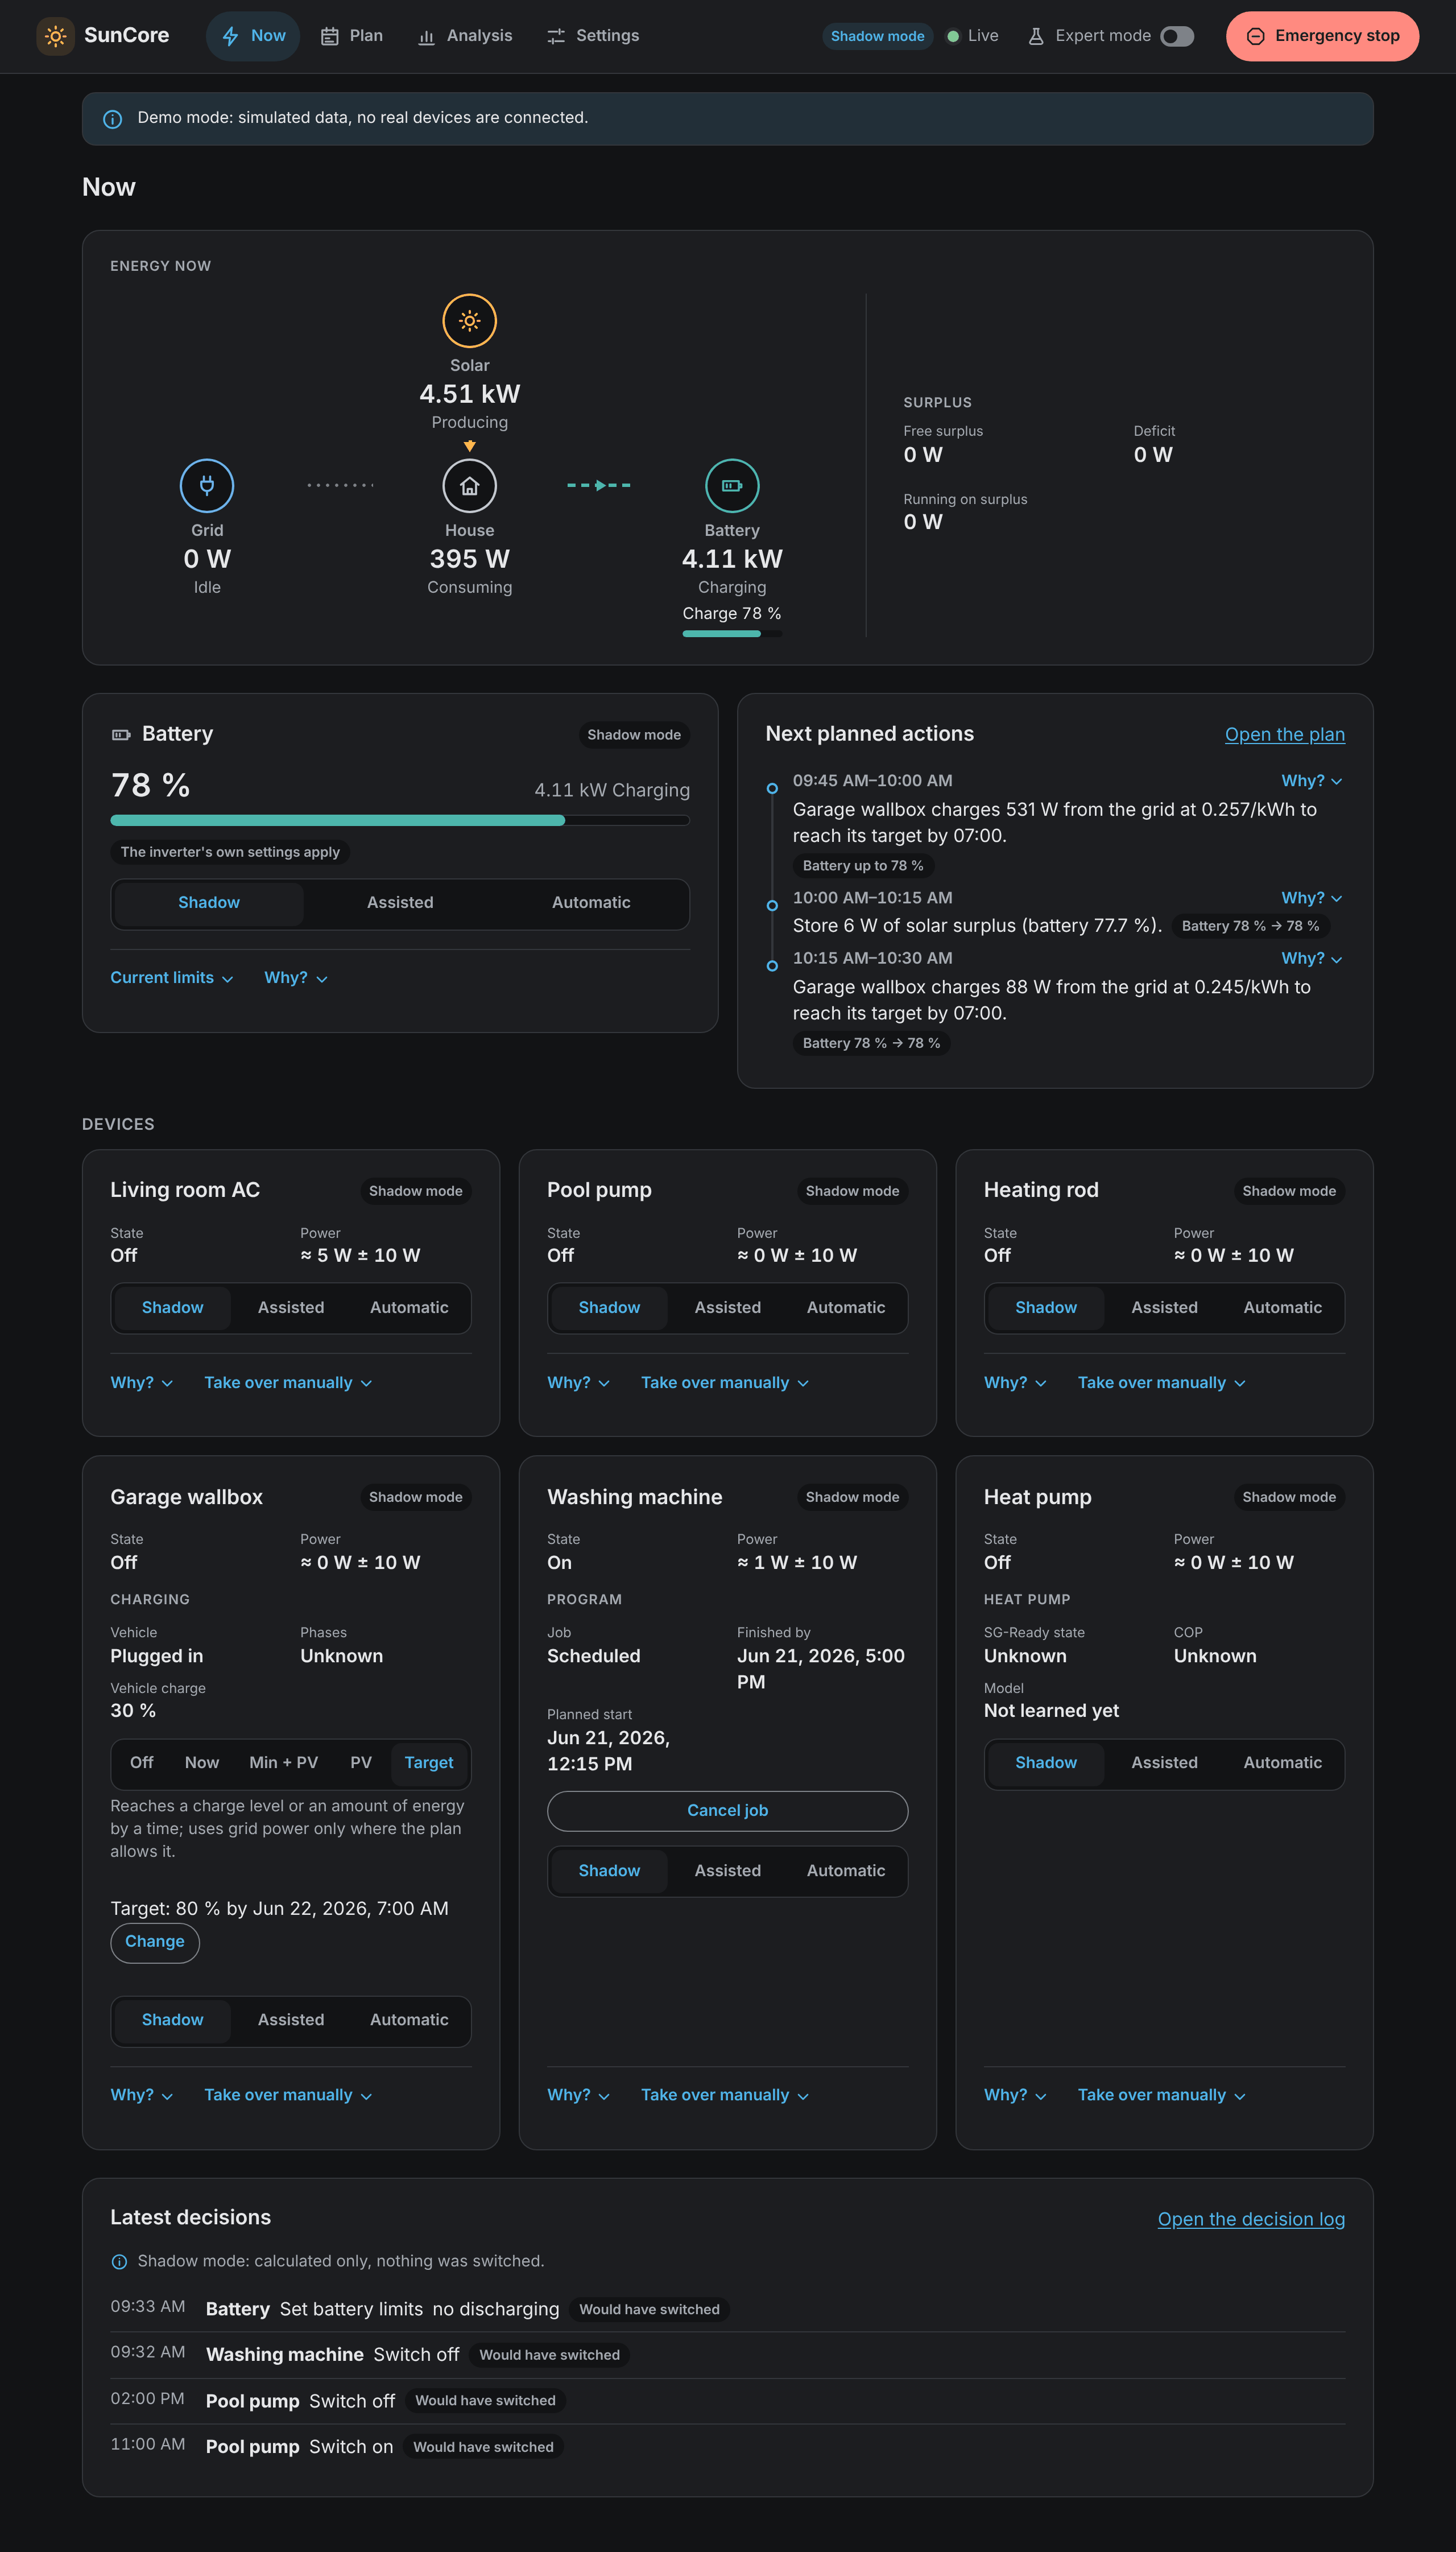 SunCore
Now
Plan
Analysis
Settings
Shadow mode
Live
Expert mode
Emergency stop
Demo mode: simulated data, no real devices are connected.
Now
ENERGY NOW
Solar
4.51 kW
Producing
Grid
0 W
Idle
House
395 W
Consuming
Battery
4.11 kW
Charging
Charge 78 %
SURPLUS
Free surplus
0 W
Deficit
0 W
Running on surplus
0 W
Battery
Shadow mode
78 %
4.11 kW Charging
The inverter's own settings apply
Shadow
Assisted
Automatic
Current limits
Why?
Next planned actions
Open the plan
09:45 AM–10:00 AM
Why?
Garage wallbox charges 531 W from the grid at 0.257/kWh to
reach its target by 07:00.
Battery up to 78 %
10:00 AM–10:15 AM
Why?
Store 6 W of solar surplus (battery 77.7 %).
Battery 78 % → 78 %
10:15 AM–10:30 AM
Why?
Garage wallbox charges 88 W from the grid at 0.245/kWh to
reach its target by 07:00.
Battery 78 % → 78 %
DEVICES
Living room AC
Shadow mode
State
Off
Power
≈ 5 W ± 10 W
Shadow
Assisted
Automatic
Why?
Take over manually
Pool pump
Shadow mode
State
Off
Power
≈ 0 W ± 10 W
Shadow
Assisted
Automatic
Why?
Take over manually
Heating rod
Shadow mode
State
Off
Power
≈ 0 W ± 10 W
Shadow
Assisted
Automatic
Why?
Take over manually
Garage wallbox
Shadow mode
State
Off
Power
≈ 0 W ± 10 W
CHARGING
Vehicle
Plugged in
Phases
Unknown
Vehicle charge
30 %
Off
Now
Min + PV
PV
Target
Reaches a charge level or an amount of energy
by a time; uses grid power only where the plan
allows it.
Target: 80 % by Jun 22, 2026, 7:00 AM
Change
Shadow
Assisted
Automatic
Why?
Take over manually
Washing machine
Shadow mode
State
On
Power
≈ 1 W ± 10 W
PROGRAM
Job
Scheduled
Finished by
Jun 21, 2026, 5:00
PM
Planned start
Jun 21, 2026,
12:15 PM
Cancel job
Shadow
Assisted
Automatic
Why?
Take over manually
Heat pump
Shadow mode
State
Off
Power
≈ 0 W ± 10 W
HEAT PUMP
SG-Ready state
Unknown
COP
Unknown
Model
Not learned yet
Shadow
Assisted
Automatic
Why?
Take over manually
Latest decisions
Open the decision log
Shadow mode: calculated only, nothing was switched.
09:33 AM Battery Set battery limits no discharging Would have switched
09:32 AM Washing machine Switch off Would have switched
02:00 PM Pool pump Switch off Would have switched
11:00 AM Pool pump Switch on Would have switched